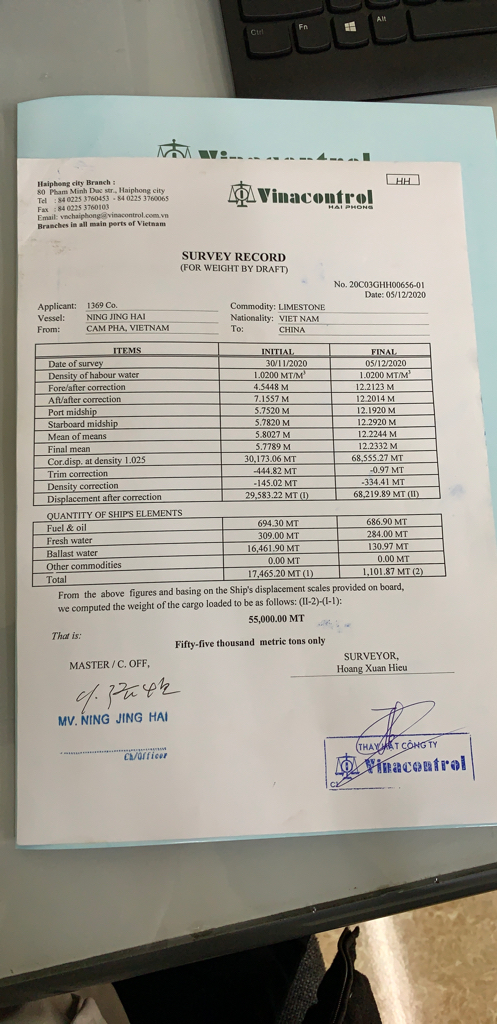 Ctrl
Fn
Alt
Vinacontrol
Haiphong city Branch :
80 Pham Minh Duc str., Haiphong city
Tel : 84 0225 3760453 - 84 0225 3760065
Fax : 84 0225 3760103
Email: vnchaiphong@vinacontrol.com.vn
Branches in all main ports of Vietnam
Vinacontrol
HAI PHONG
HH
SURVEY RECORD
(FOR WEIGHT BY DRAFT)
No. 20C03GHH00656-01
Date: 05/12/2020
Applicant: 1369 Co. Commodity: LIMESTONE
Vessel: NING JING HAI Nationality: VIET NAM
From: CAM PHA, VIETNAM To: CHINA
ITEMS INITIAL FINAL
Date of survey 30/11/2020 05/12/2020
Density of habour water 1.0200 MT/M³ 1.0200 MT/M³
Fore/after correction 4.5448 M 12.2123 M
Aft/after correction 7.1557 M 12.2014 M
Port midship 5.7520 M 12.1920 M
Starboard midship 5.7820 M 12.2920 M
Mean of means 5.8027 M 12.2244 M
Final mean 5.7789 M 12.2332 M
Cor.disp. at density 1.025 30,173.06 MT 68,555.27 MT
Trim correction -444.82 MT -0.97 MT
Density correction -145.02 MT -334.41 MT
Displacement after correction 29,583.22 MT (I) 68,219.89 MT (II)
QUANTITY OF SHIP'S ELEMENTS
Fuel & oil 694.30 MT 686.90 MT
Fresh water 309.00 MT 284.00 MT
Ballast water 16,461.90 MT 130.97 MT
Other commodities 0.00 MT 0.00 MT
Total 17,465.20 MT (1) 1,101.87 MT (2)
From the above figures and basing on the Ship's displacement scales provided on board,
we computed the weight of the cargo loaded to be as follows: (II-2)-(I-1):
55,000.00 MT
That is: Fifty-five thousand metric tons only
MASTER / C. OFF, SURVEYOR,
Hoang Xuan Hieu
MV. NING JING HAI
Ch/Officer
THAY MẶT CÔNG TY
Vinacontrol